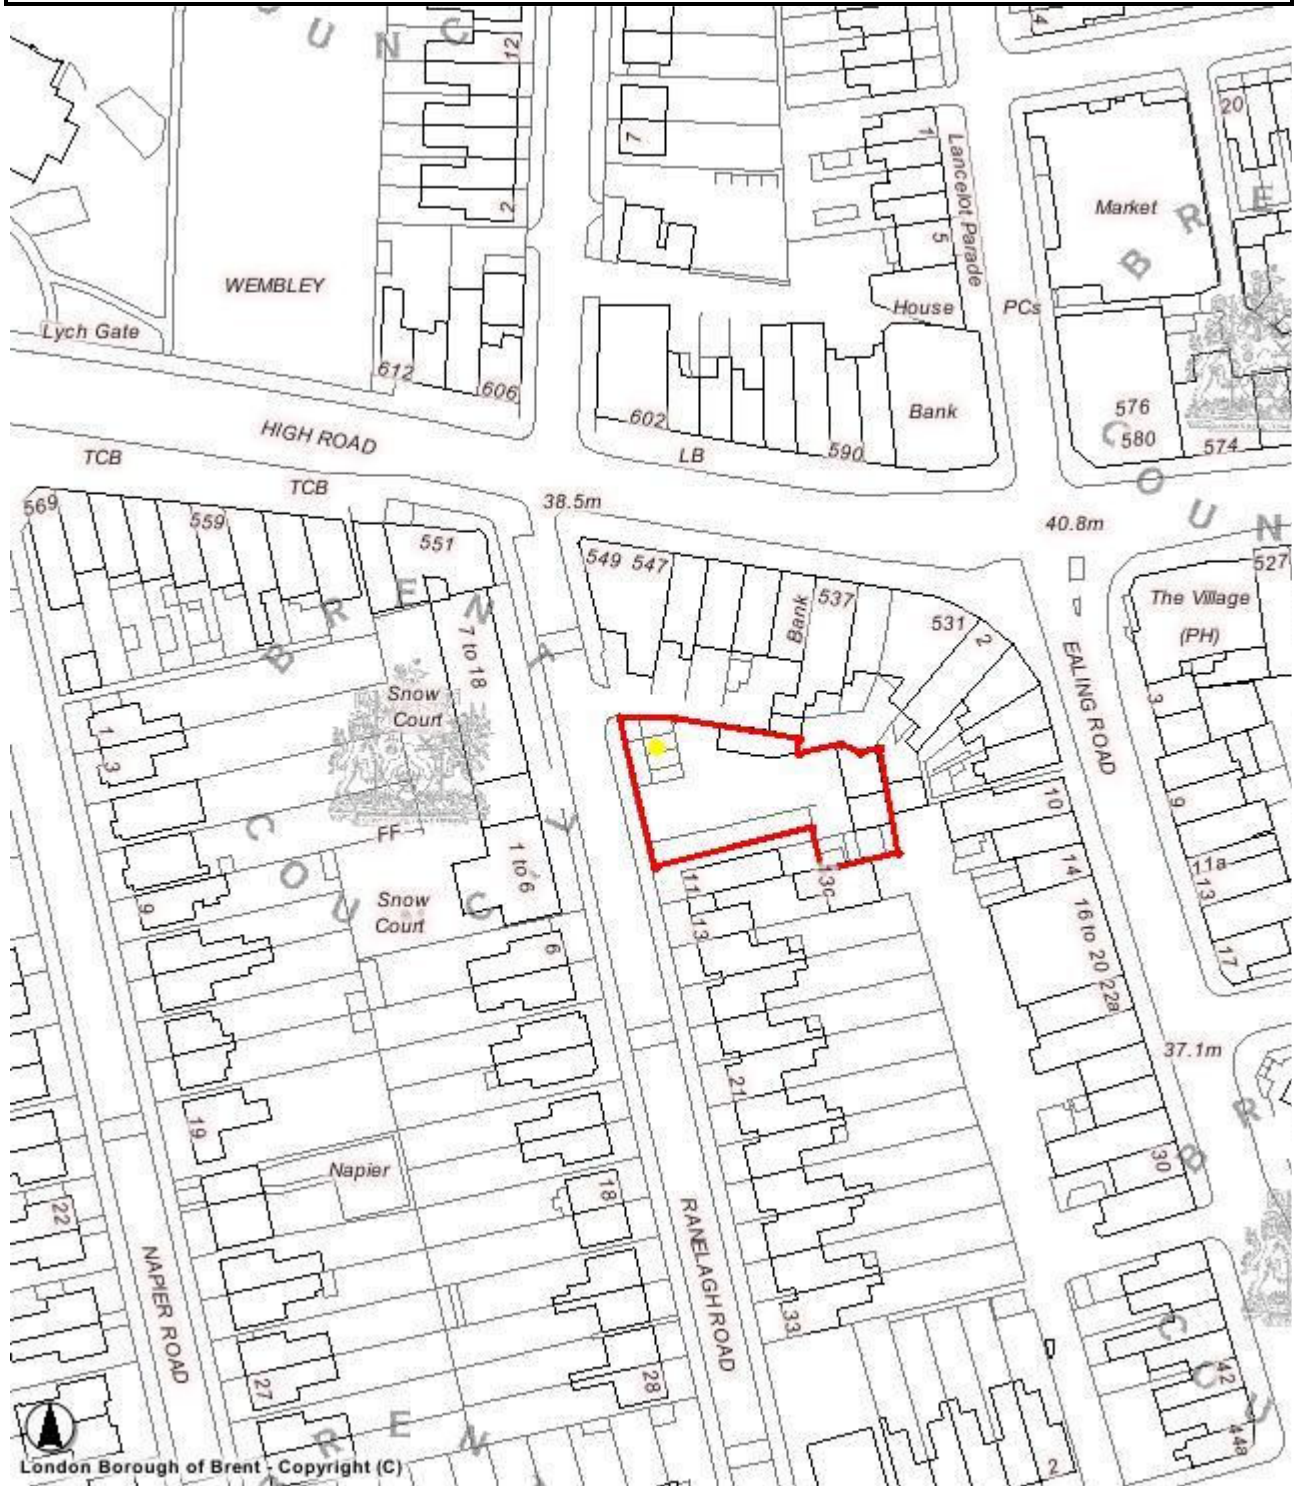 C O U N C
12
4
20
7
1
Lancelot Parade
Market
2
5
B R E
WEMBLEY
Lych Gate
House
PCs
612
606
576
602
Bank
580
574
HIGH ROAD
LB
590
C
TCB
TCB
O U N
569
559
38.5m
40.8m
551
549 547
537
527
Bank
531
2
The Village
(PH)
B R E N T
7 to 18
EALING ROAD
Snow
Court
3
1
3
10
9
FF
C O U
1 to 6
14
11a
13
11
13c
Snow
Court
C
9
13
16 to 20
22a
17
6
37.1m
21
19
B R
Napier
30
18
22
RANELAGH ROAD
NAPIER ROAD
33
C O U
27
28
42
R E N
44a
2
London Borough of Brent - Copyright (C)